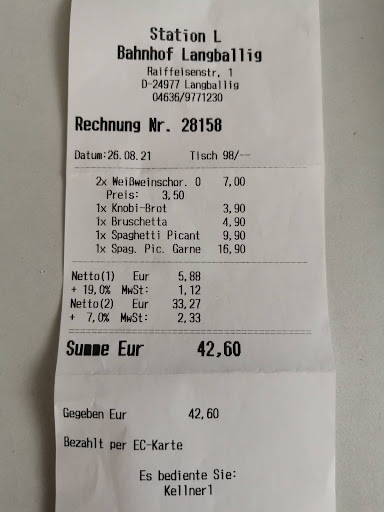 Station L
Bahnhof Langballig
Raiffeisenstr. 1
D-24977 Langballig
04636/9771230
Rechnung Nr. 28158
Datum:26.08.21 Tisch 98/--
2x Weißweinschor. 0 7,00
Preis: 3,50
1x Knobi-Brot 3,90
1x Bruschetta 4,90
1x Spaghetti Picant 9,90
1x Spag. Pic. Garne 16,90
Netto(1) Eur 5,88
+ 19,0% MwSt: 1,12
Netto(2) Eur 33,27
+ 7,0% MwSt: 2,33
Summe Eur 42,60
Gegeben Eur 42,60
Bezahlt per EC-Karte
Es bediente Sie:
Kellner1